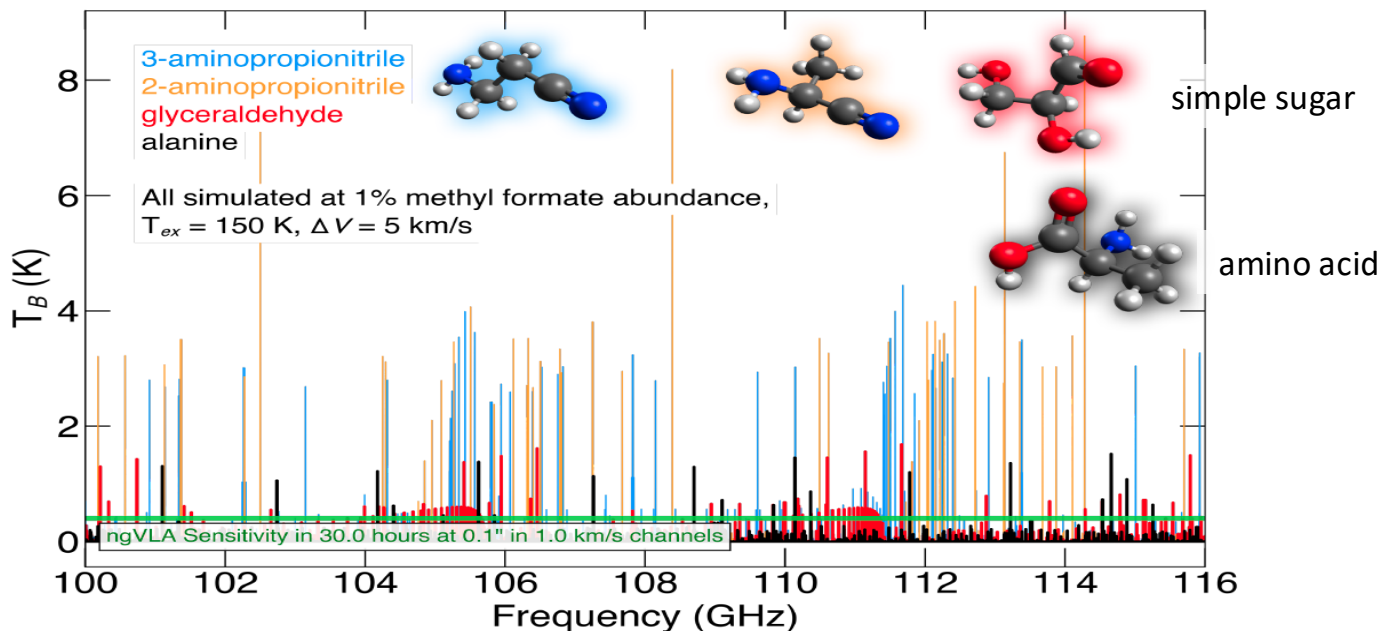 3-aminopropionitrile
2-aminopropionitrile
glyceraldehyde
alanine
simple sugar
All simulated at 1% methyl formate abundance,
Tex = 150 K, ΔV = 5 km/s
amino acid
8
6
4
2
0
TB (K)
ngVLA Sensitivity in 30.0 hours at 0.1" in 1.0 km/s channels
100 102 104 106 108 110 112 114 116
Frequency (GHz)